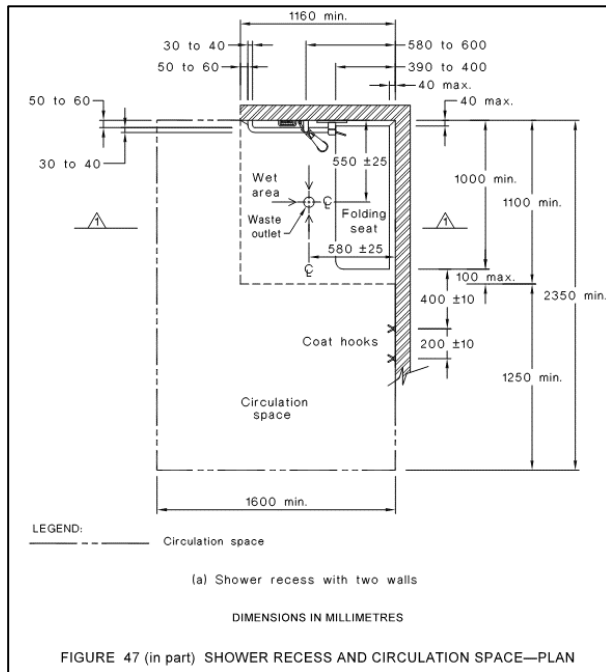 1160 min.
30 to 40
580 to 600
50 to 60
390 to 400
40 max.
50 to 60
40 max.
30 to 40
550 ±25
1000 min.
1100 min.
Wet
area
Waste
outlet
℄
Folding
seat
1
1
580 ±25
℄
100 max.
400 ±10
2350 min.
Coat hooks
200 ±10
1250 min.
Circulation
space
1600 min.
LEGEND:
Circulation space
(a) Shower recess with two walls
DIMENSIONS IN MILLIMETRES
FIGURE 47 (in part) SHOWER RECESS AND CIRCULATION SPACE—PLAN